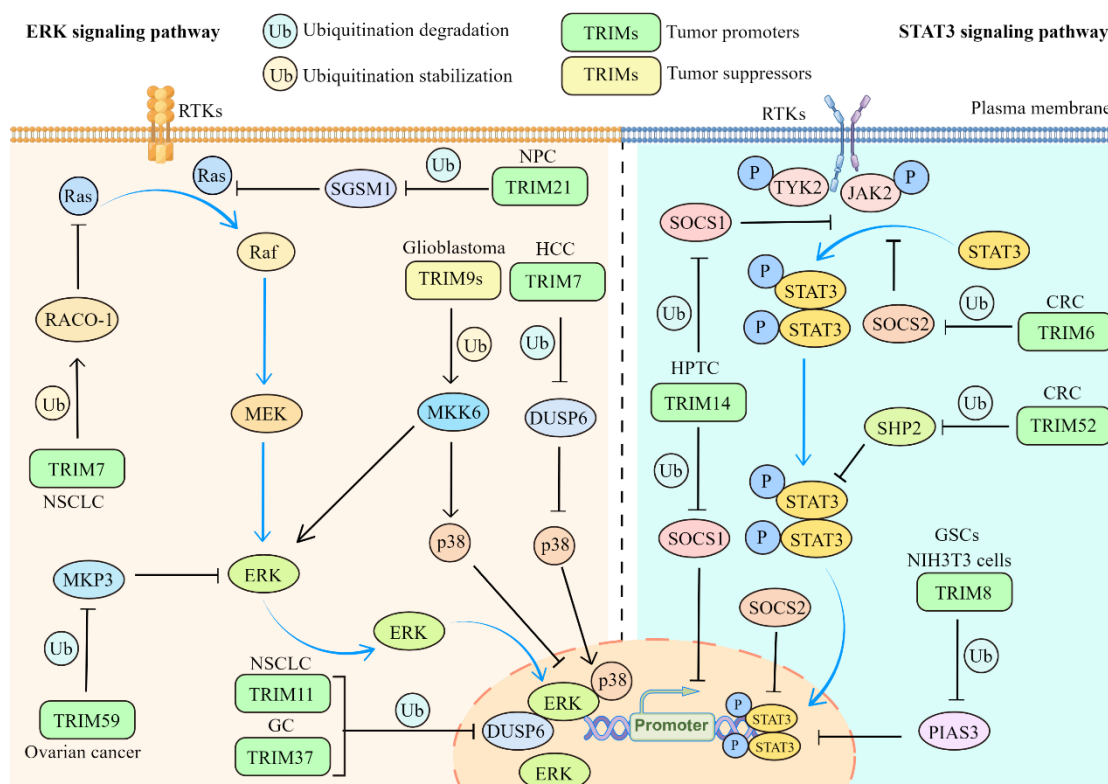 ERK signaling pathway
Ub Ubiquitination degradation
TRIMs Tumor promoters
STAT3 signaling pathway
Ub Ubiquitination stabilization
TRIMs Tumor suppressors
RTKs
RTKs
Plasma membrane
Ras
Ras
SGSM1
Ub
NPC
TRIM21
Raf
RACO-1
Ub
TRIM7
NSCLC
Glioblastoma
TRIM9s
Ub
MKK6
HCC
TRIM7
Ub
DUSP6
MEK
p38
p38
MKP3
ERK
Ub
TRIM59
Ovarian cancer
ERK
NSCLC
TRIM11
GC
TRIM37
Ub
DUSP6
ERK
p38
ERK
Promoter
P
STAT3
P
STAT3
P
TYK2
JAK2
P
SOCS1
STAT3
P
STAT3
P
STAT3
SOCS2
Ub
CRC
TRIM6
Ub
HPTC
TRIM14
Ub
SOCS1
SHP2
Ub
CRC
TRIM52
P
STAT3
P
STAT3
SOCS2
GSCs
NIH3T3 cells
TRIM8
Ub
PIAS3